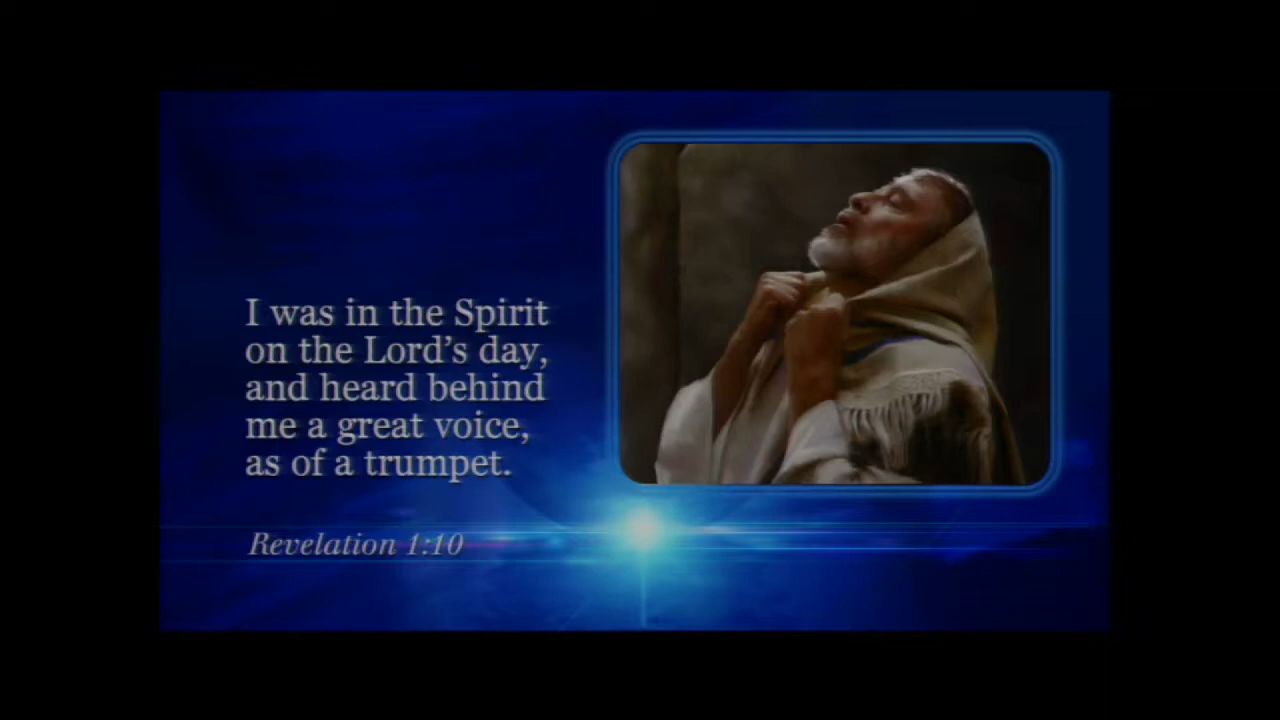 I was in the Spirit
on the Lord's day,
and heard behind
me a great voice,
as of a trumpet.
Revelation 1:10